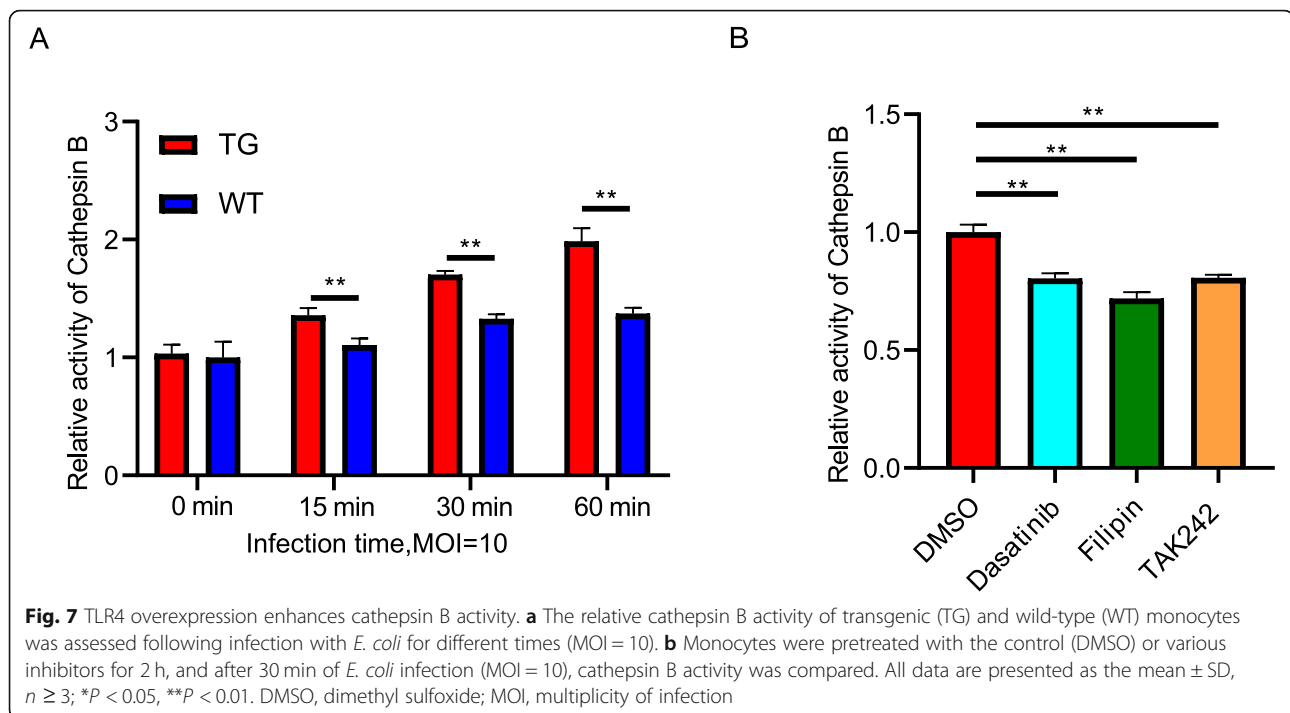 A
B
Relative activity of Cathepsin B
3
2
1
0
TG
WT
**
**
**
0 min
15 min
30 min
60 min
Infection time,MOI=10
Relative activity of Cathepsin B
1.5
1.0
0.5
0.0
**
**
**
DMSO
Dasatinib
Filipin
TAK242
Fig. 7 TLR4 overexpression enhances cathepsin B activity. a The relative cathepsin B activity of transgenic (TG) and wild-type (WT) monocytes
was assessed following infection with E. coli for different times (MOI = 10). b Monocytes were pretreated with the control (DMSO) or various
inhibitors for 2 h, and after 30 min of E. coli infection (MOI = 10), cathepsin B activity was compared. All data are presented as the mean ± SD,
n ≥ 3; *P < 0.05, **P < 0.01. DMSO, dimethyl sulfoxide; MOI, multiplicity of infection